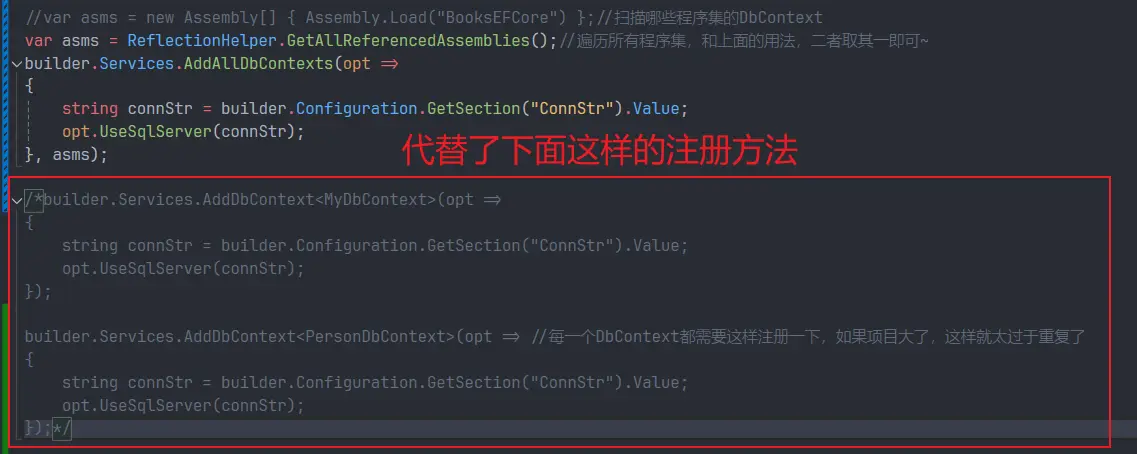 //var asms = new Assembly[] { Assembly.Load("BooksEFCore") };//扫描哪些程序集的DbContext
var asms = ReflectionHelper.GetAllReferencedAssemblies();//遍历所有程序集，和上面的用法，二者取其一即可~
builder.Services.AddAllDbContexts(opt =>
{
    string connStr = builder.Configuration.GetSection("ConnStr").Value;
    opt.UseSqlServer(connStr);
}, asms);
代替了下面这样的注册方法
/*builder.Services.AddDbContext<MyDbContext>(opt =>
{
    string connStr = builder.Configuration.GetSection("ConnStr").Value;
    opt.UseSqlServer(connStr);
});
builder.Services.AddDbContext<PersonDbContext>(opt => //每一个DbContext都需要这样注册一下，如果项目大了，这样就太过于重复了
{
    string connStr = builder.Configuration.GetSection("ConnStr").Value;
    opt.UseSqlServer(connStr);
});*/